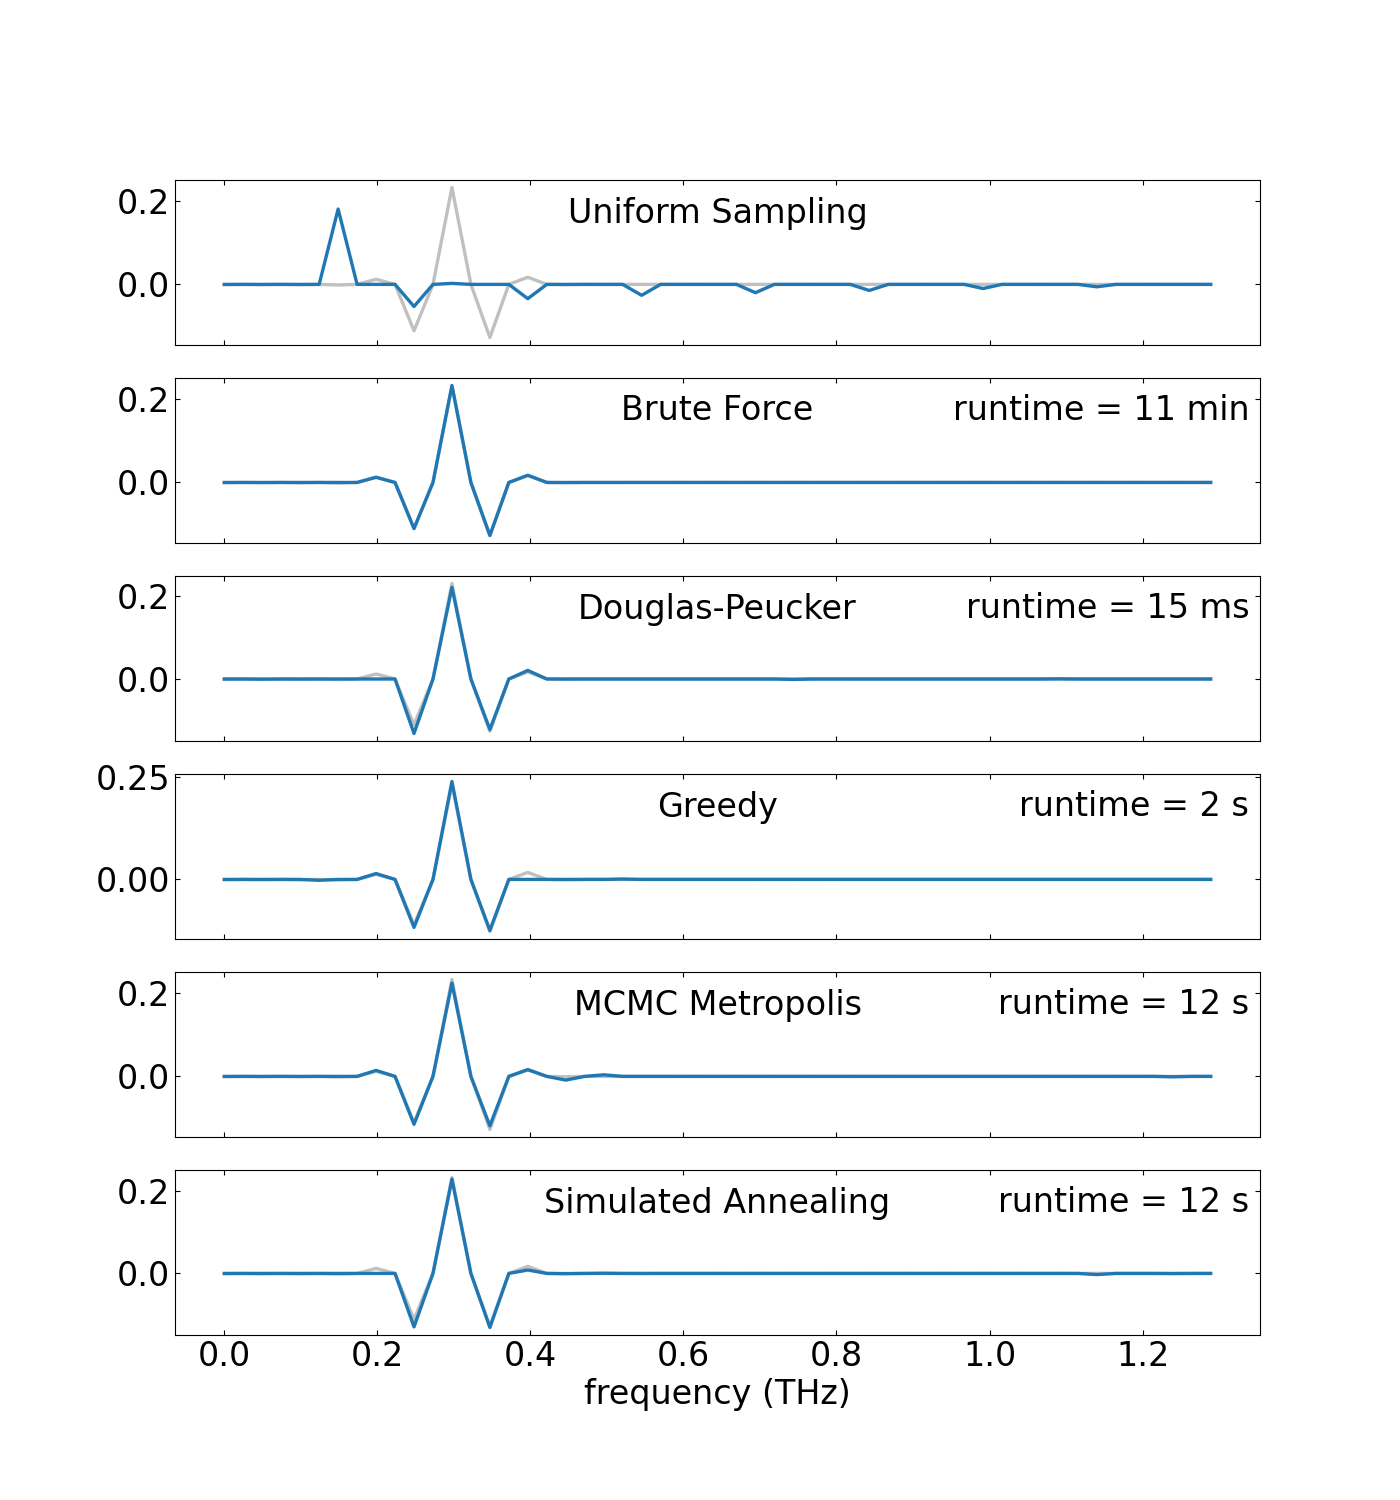 0.2
Uniform Sampling
0.0
0.2
Brute Force
runtime = 11 min
0.0
0.2
Douglas-Peucker
runtime = 15 ms
0.0
0.25
Greedy
runtime = 2 s
0.00
0.2
MCMC Metropolis
runtime = 12 s
0.0
0.2
Simulated Annealing
runtime = 12 s
0.0
0.0 0.2 0.4 0.6 0.8 1.0 1.2
frequency (THz)